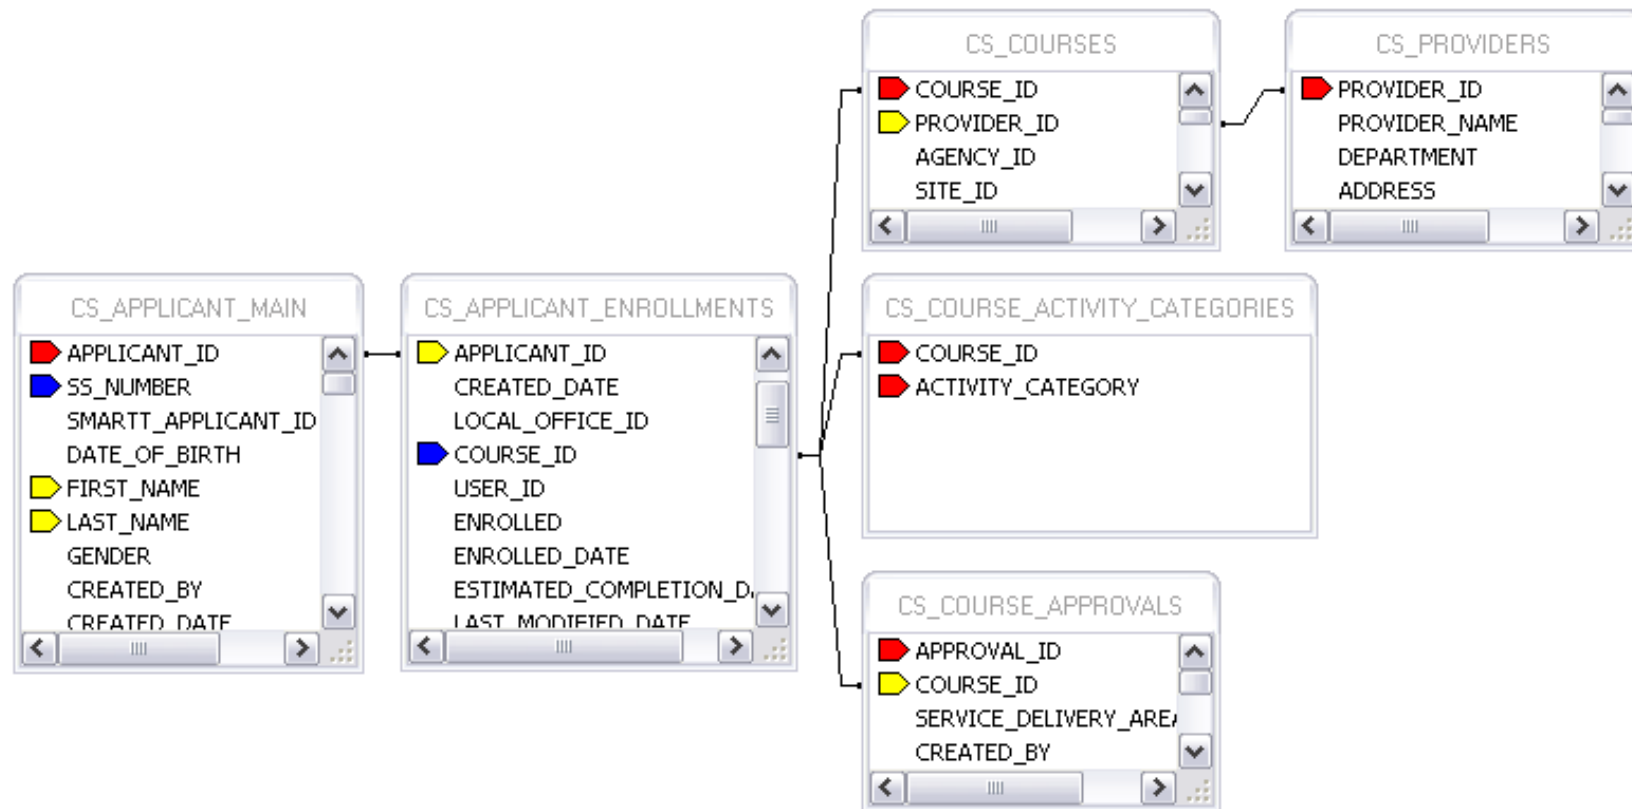 CS_COURSES
COURSE_ID
PROVIDER_ID
AGENCY_ID
SITE_ID
CS_PROVIDERS
PROVIDER_ID
PROVIDER_NAME
DEPARTMENT
ADDRESS
CS_APPLICANT_MAIN
APPLICANT_ID
SS_NUMBER
SMARTT_APPLICANT_ID
DATE_OF_BIRTH
FIRST_NAME
LAST_NAME
GENDER
CREATED_BY
CREATED_DATE
CS_APPLICANT_ENROLLMENTS
APPLICANT_ID
CREATED_DATE
LOCAL_OFFICE_ID
COURSE_ID
USER_ID
ENROLLED
ENROLLED_DATE
ESTIMATED_COMPLETION_D
LAST_MODIFIED_DATE
CS_COURSE_ACTIVITY_CATEGORIES
COURSE_ID
ACTIVITY_CATEGORY
CS_COURSE_APPROVALS
APPROVAL_ID
COURSE_ID
SERVICE_DELIVERY_AREA
CREATED_BY